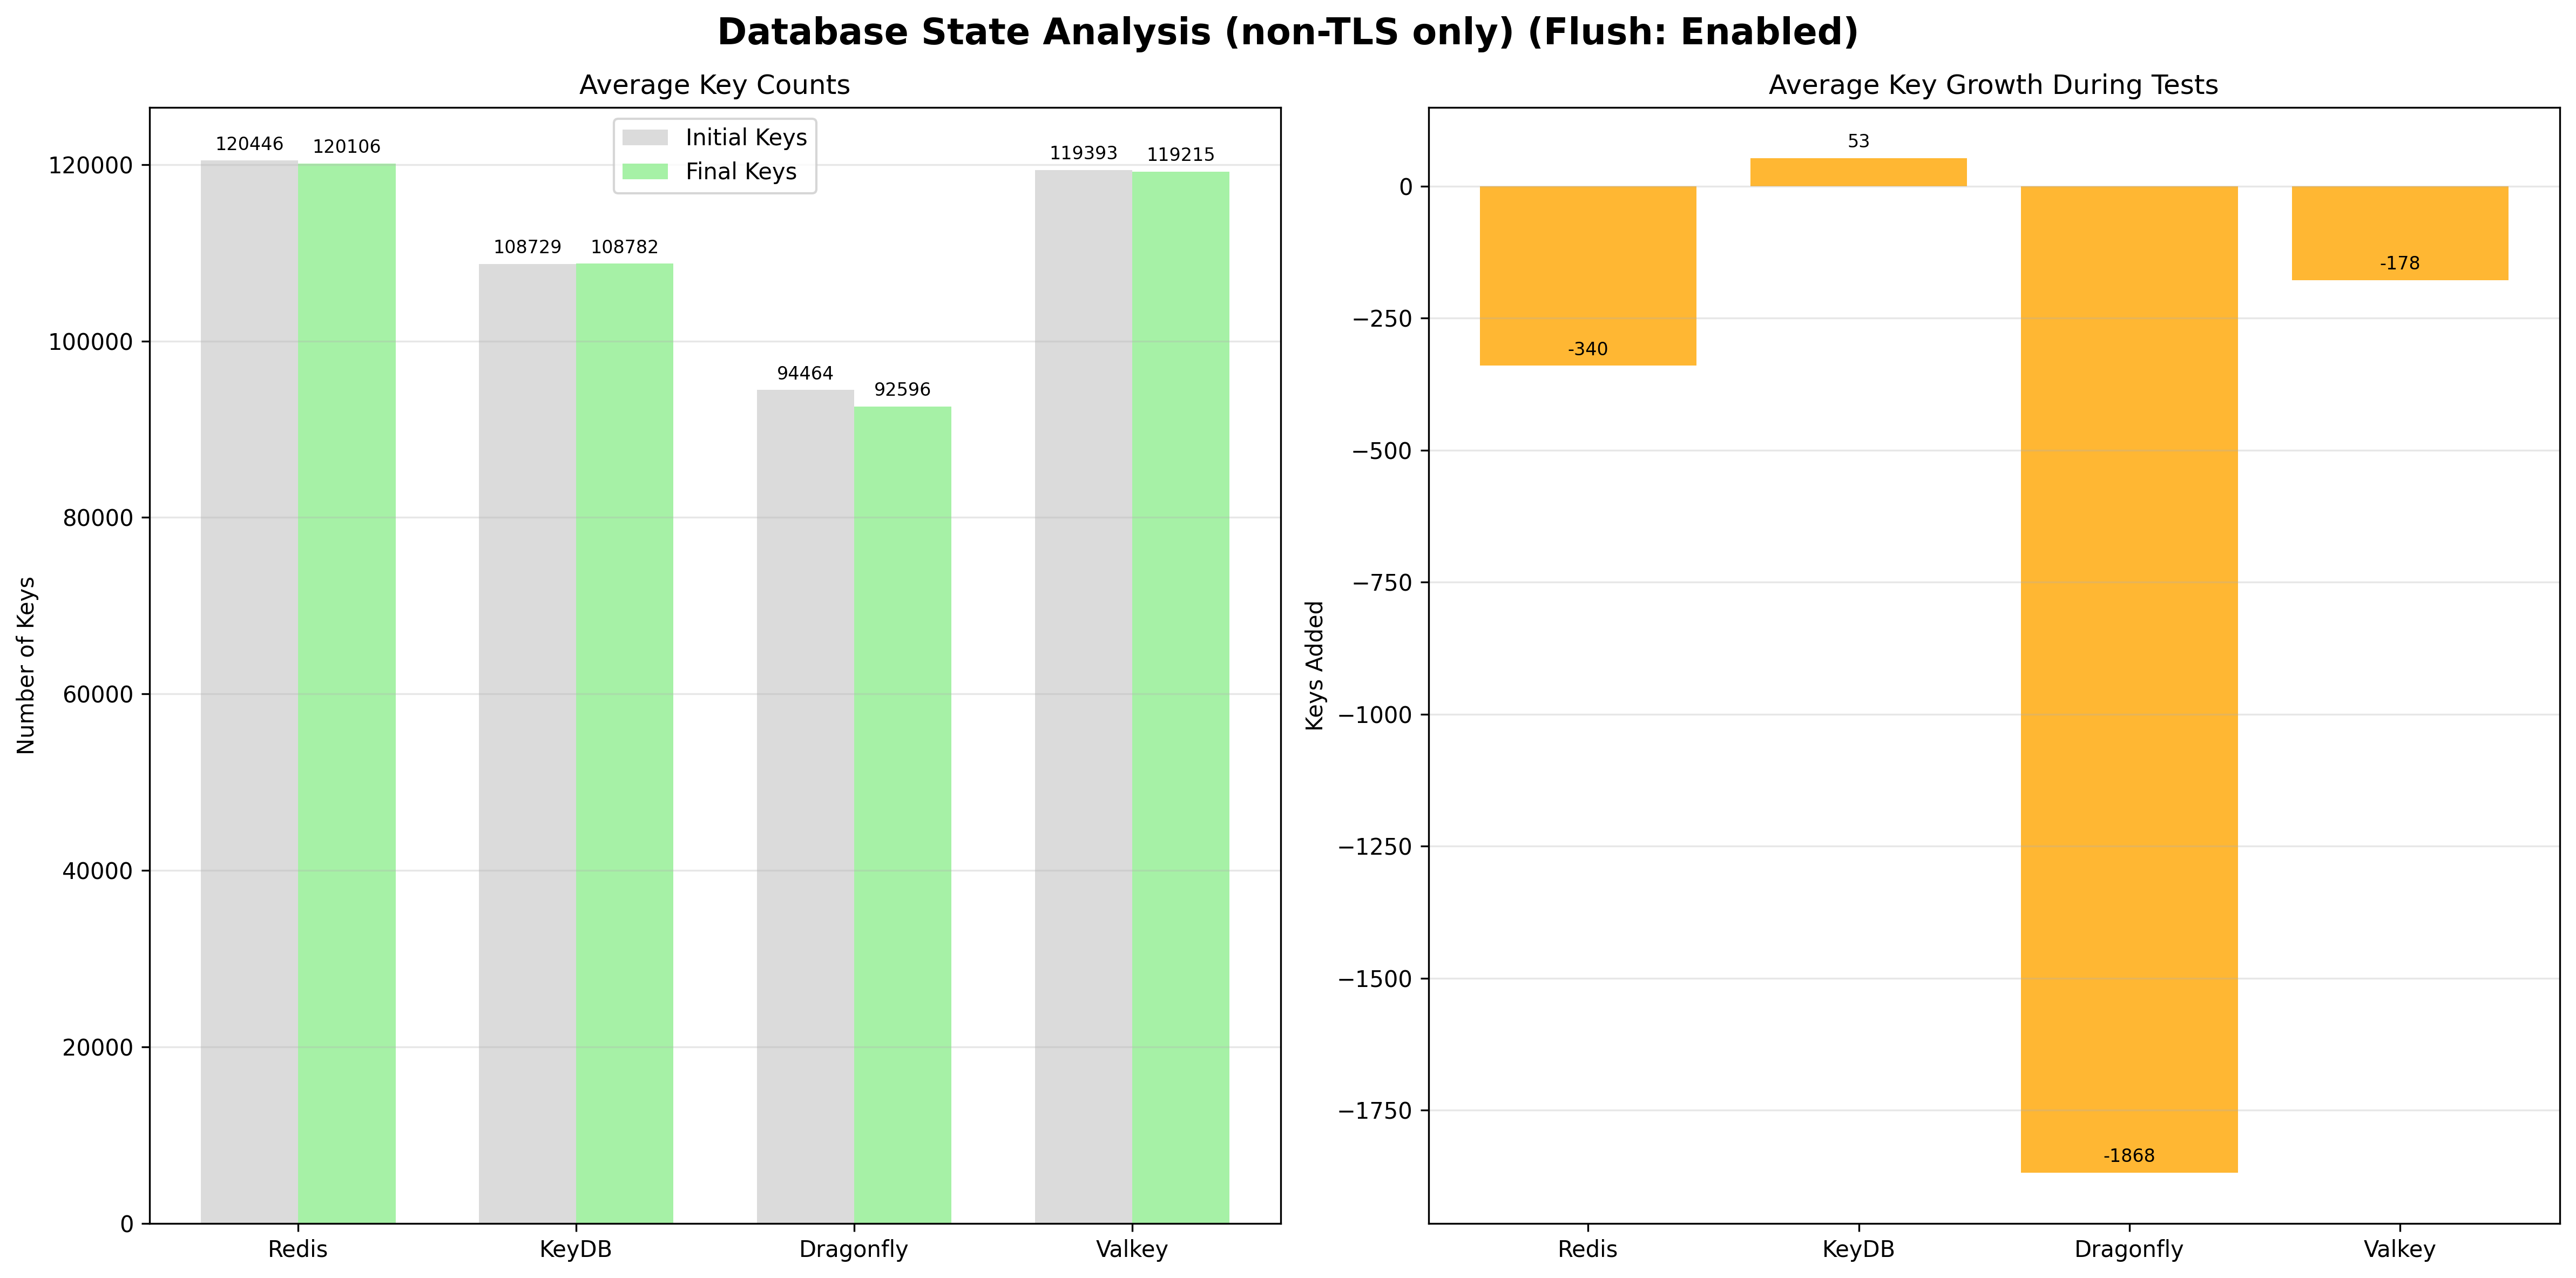 Database State Analysis (non-TLS only) (Flush: Enabled)
Average Key Counts
Initial Keys
Final Keys
120446
120106
108729
108782
94464
92596
119393
119215
120000
100000
80000
60000
40000
20000
0
Number of Keys
Redis
KeyDB
Dragonfly
Valkey
Average Key Growth During Tests
53
-340
-1868
-178
0
−250
−500
−750
−1000
−1250
−1500
−1750
Keys Added
Redis
KeyDB
Dragonfly
Valkey